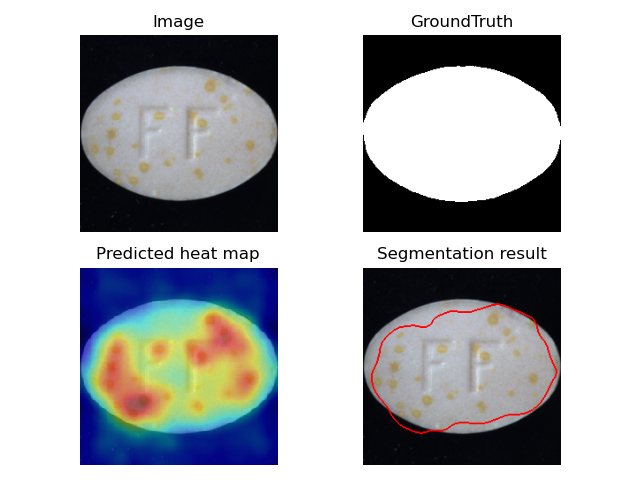 Image
GroundTruth
FF
Predicted heat map
FF
Segmentation result
FF